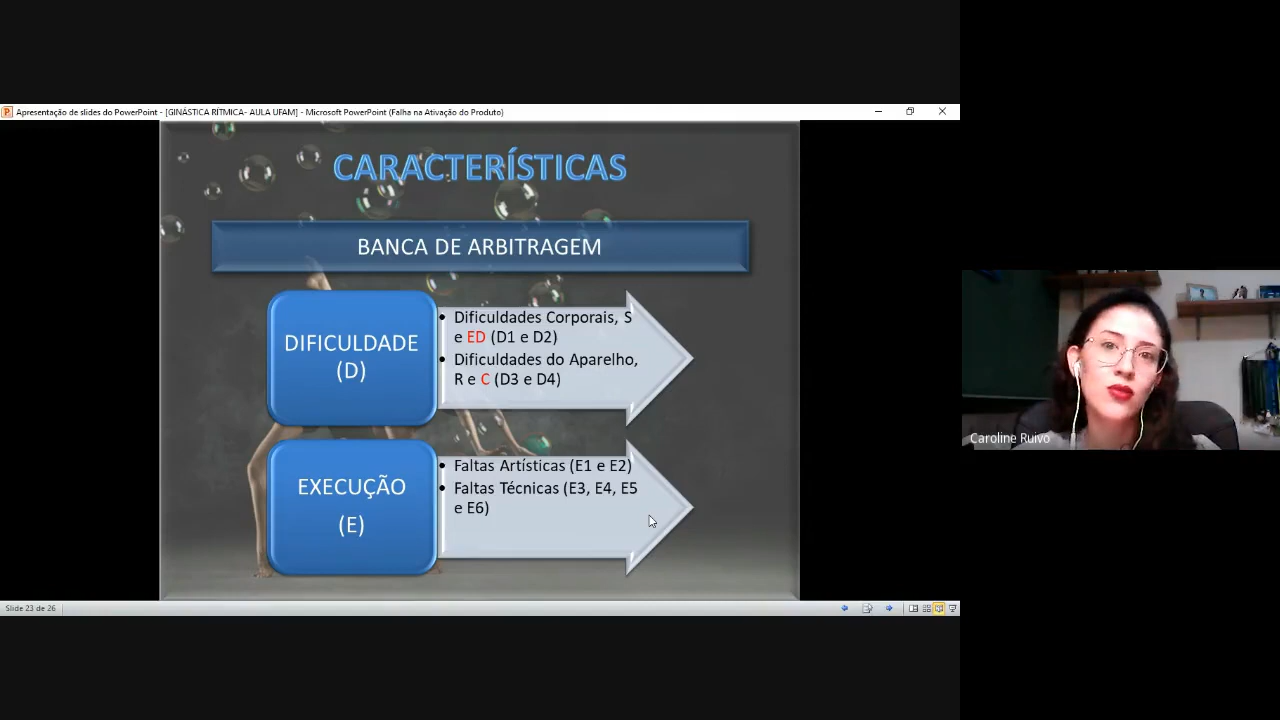 Apresentação de slides do PowerPoint - [GINÁSTICA RÍTMICA- AULA UFAM] - Microsoft PowerPoint (Falha na Ativação do Produto)
CARACTERÍSTICAS
BANCA DE ARBITRAGEM
DIFICULDADE
(D)
• Dificuldades Corporais, S
e ED (D1 e D2)
• Dificuldades do Aparelho,
R e C (D3 e D4)
EXECUÇÃO
(E)
• Faltas Artísticas (E1 e E2)
• Faltas Técnicas (E3, E4, E5
e E6)
Caroline Ruivo
Slide 23 de 26